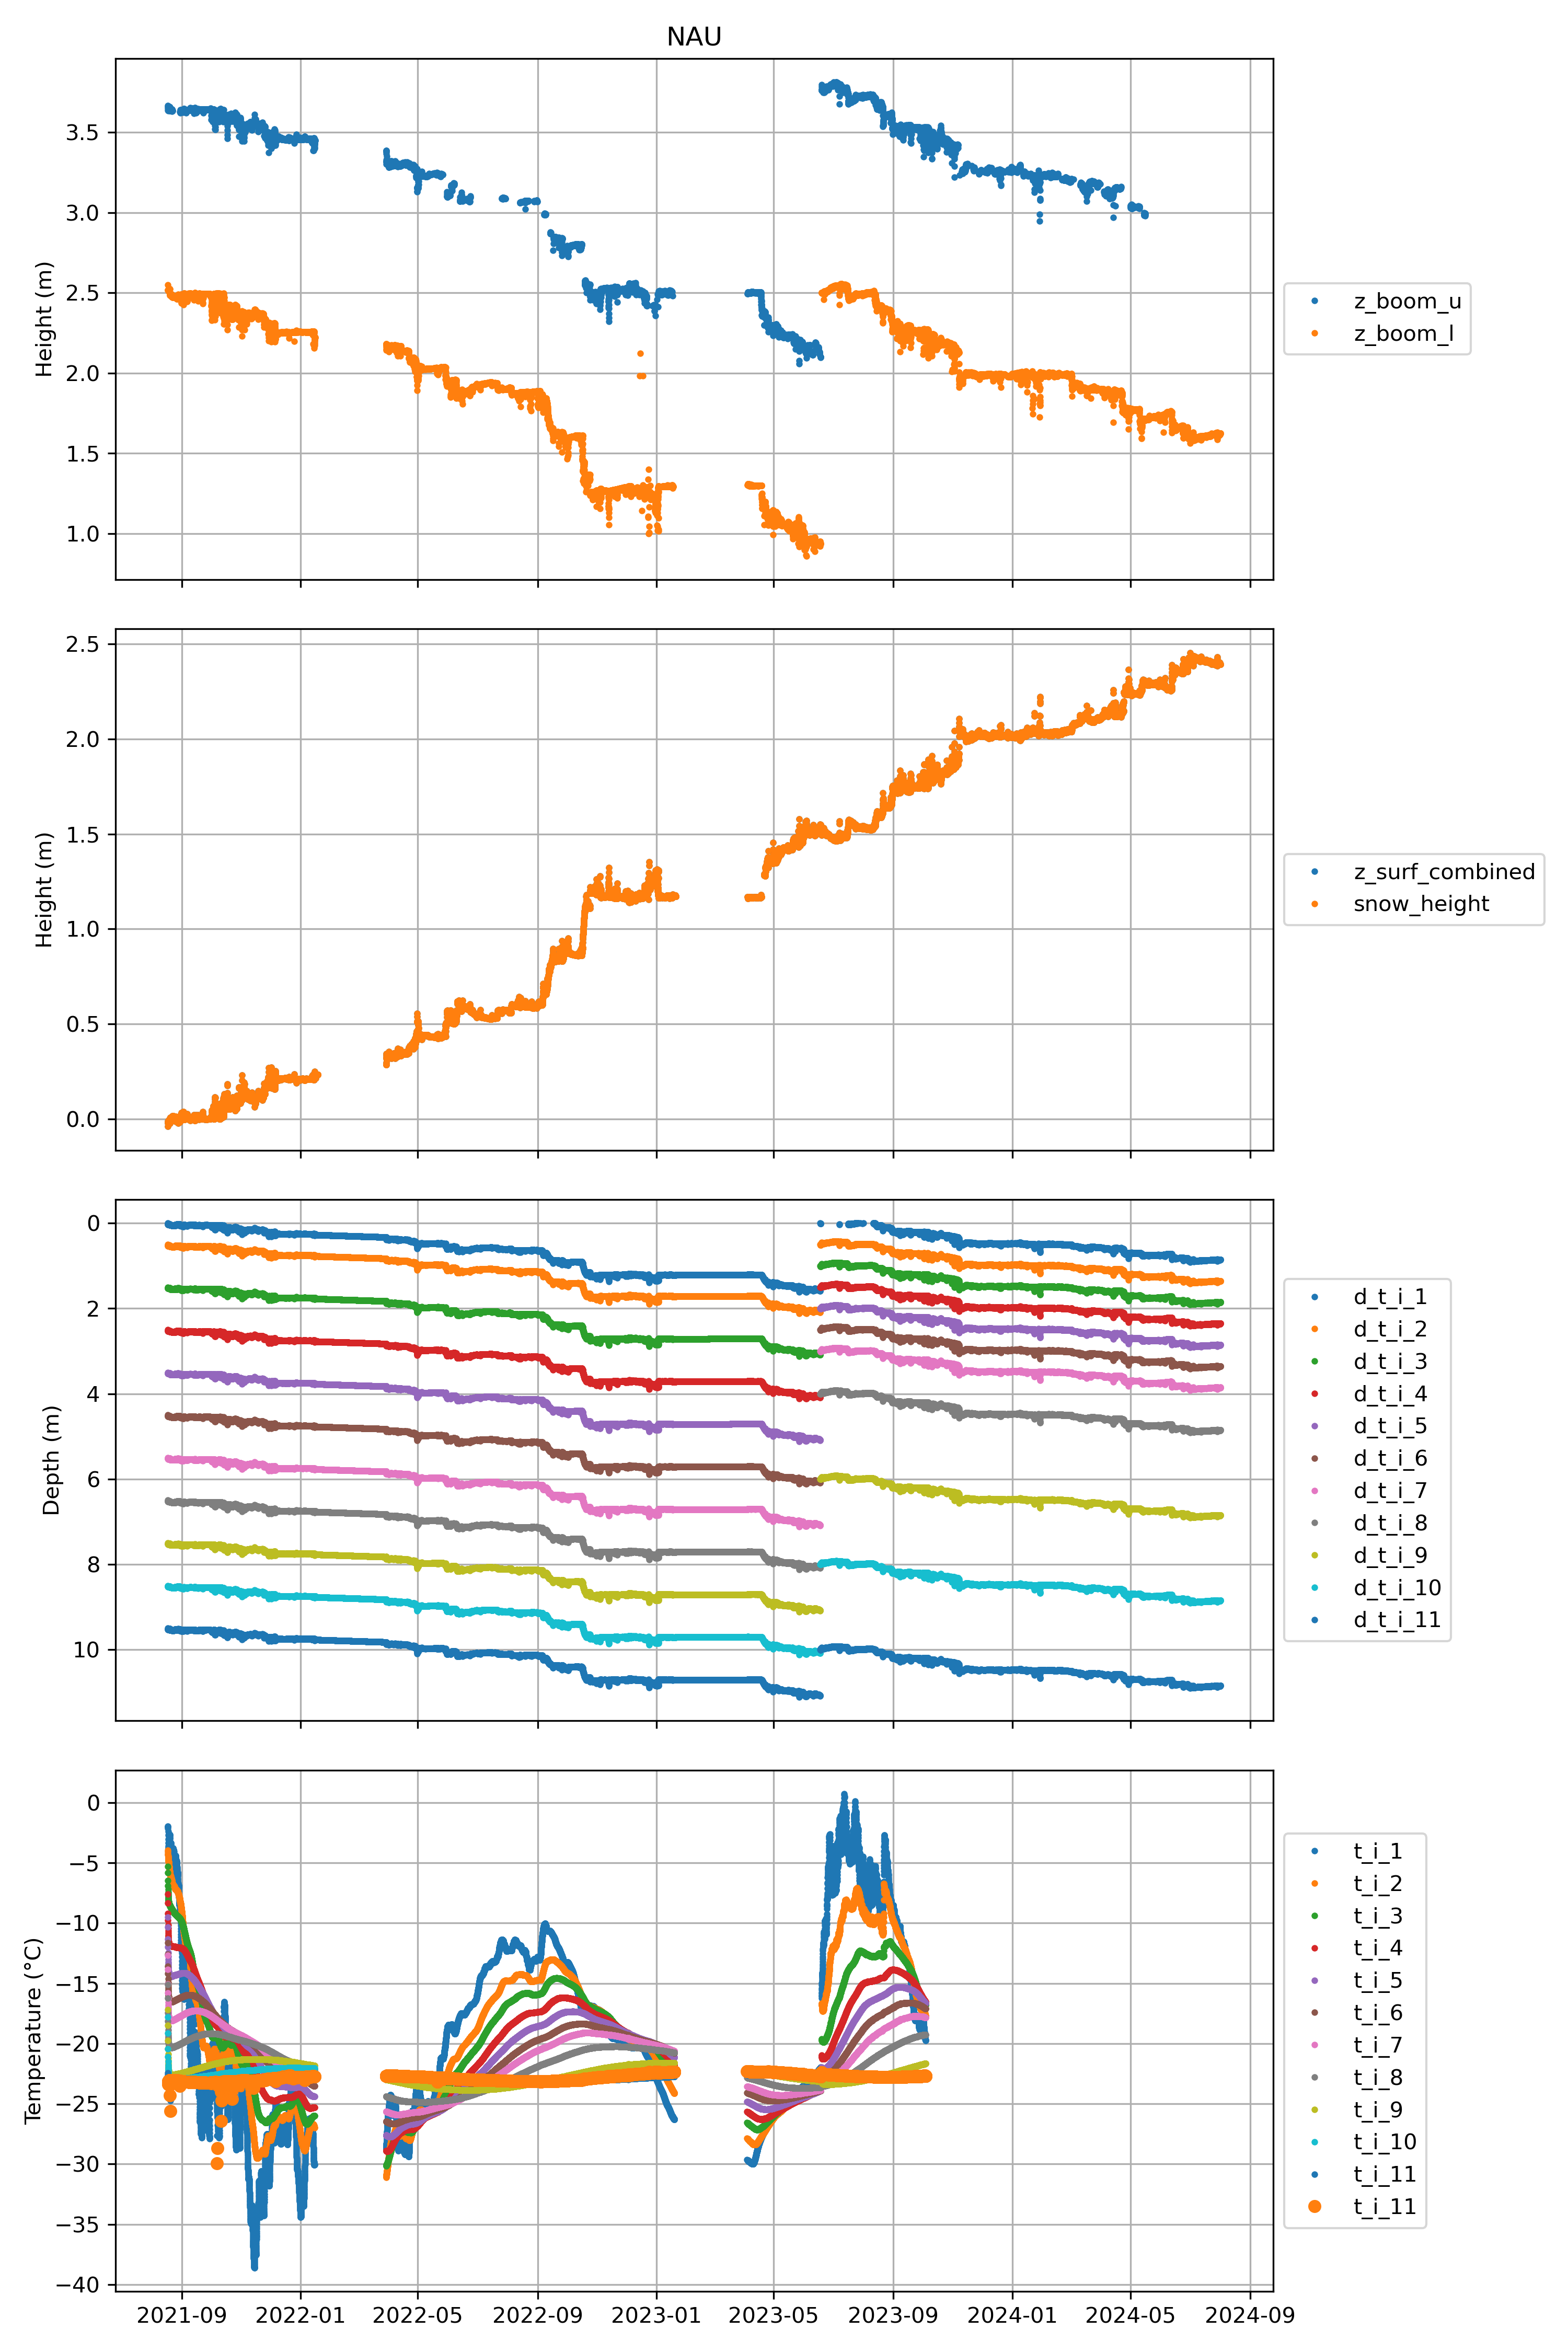 NAU
Height (m)
3.5
3.0
2.5
2.0
1.5
1.0
z_boom_u
z_boom_l
Height (m)
2.5
2.0
1.5
1.0
0.5
0.0
z_surf_combined
snow_height
Depth (m)
0
2
4
6
8
10
d_t_i_1
d_t_i_2
d_t_i_3
d_t_i_4
d_t_i_5
d_t_i_6
d_t_i_7
d_t_i_8
d_t_i_9
d_t_i_10
d_t_i_11
Temperature (°C)
0
−5
−10
−15
−20
−25
−30
−35
−40
t_i_1
t_i_2
t_i_3
t_i_4
t_i_5
t_i_6
t_i_7
t_i_8
t_i_9
t_i_10
t_i_11
t_i_11
2021-09 2022-01 2022-05 2022-09 2023-01 2023-05 2023-09 2024-01 2024-05 2024-09